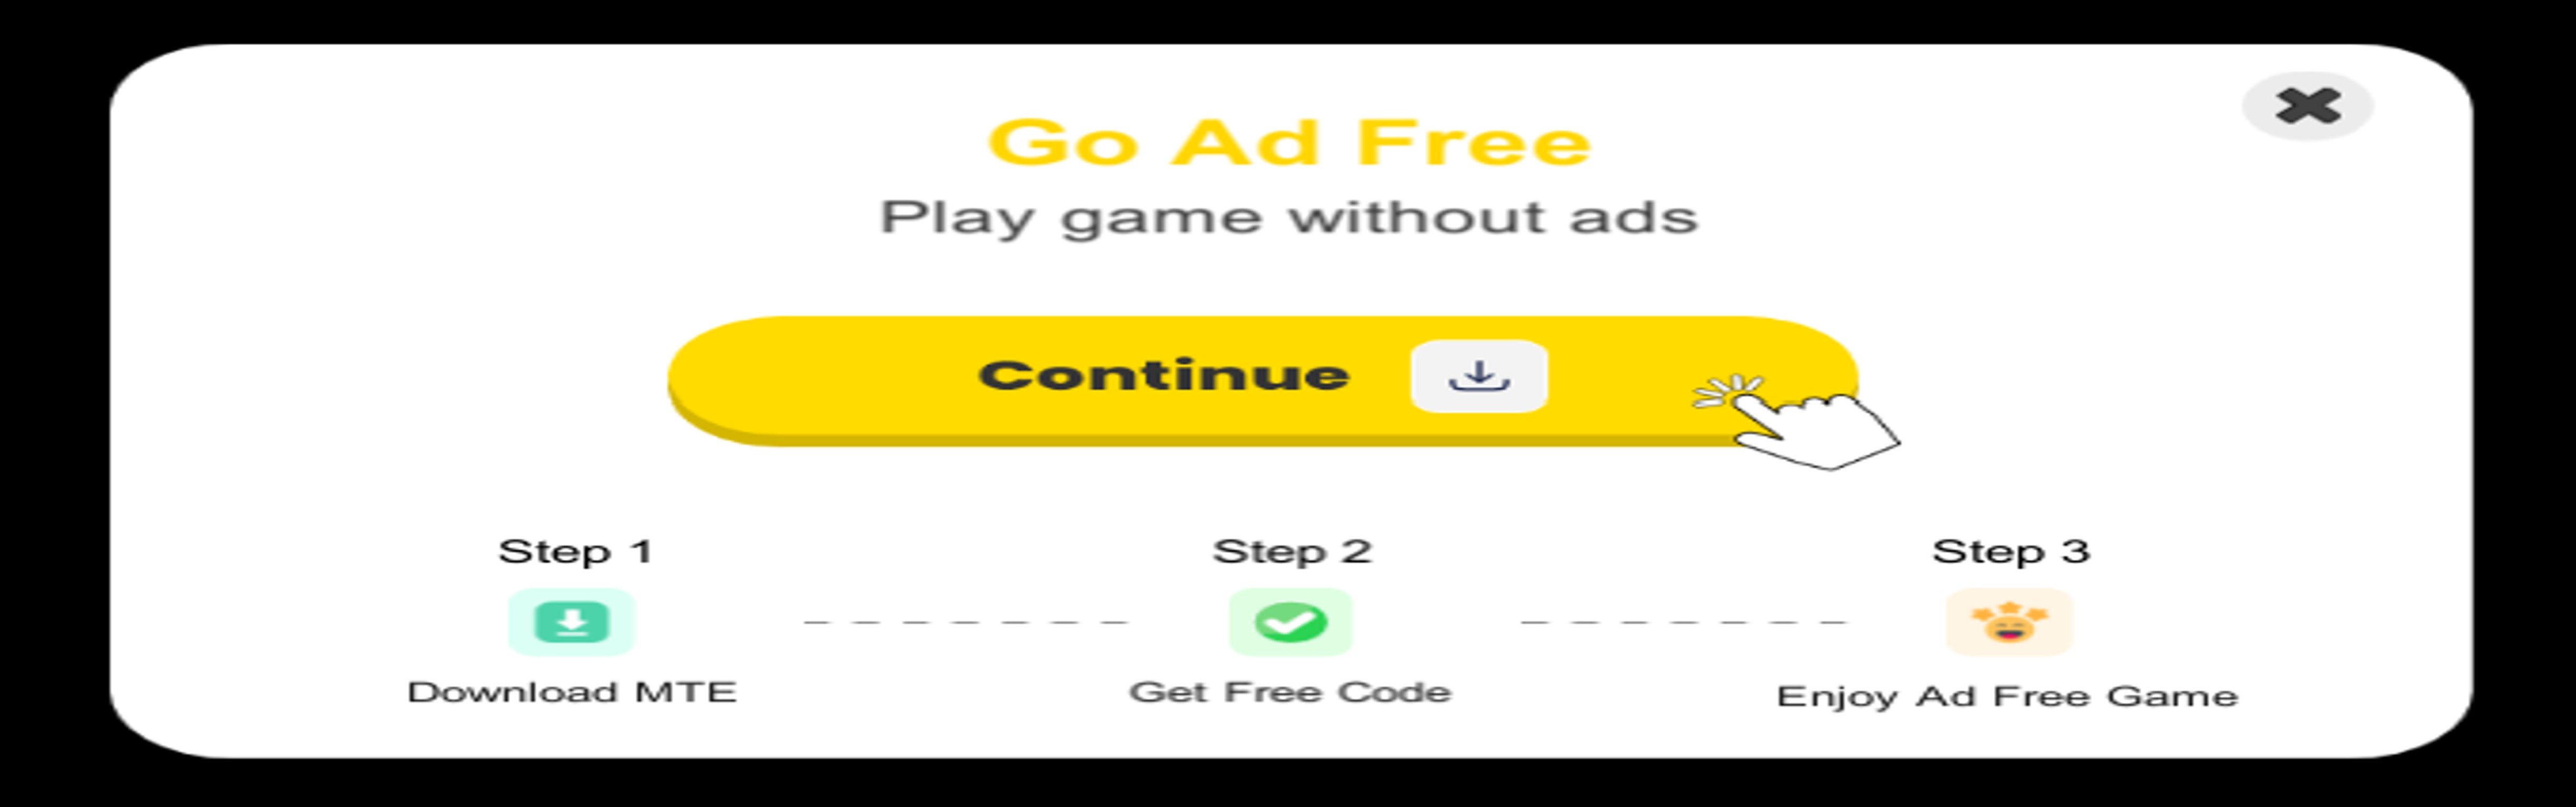 Go Ad Free
Play game without ads
Continue
Step 1
Step 2
Step 3
Download MTE
Get Free Code
Enjoy Ad Free Game